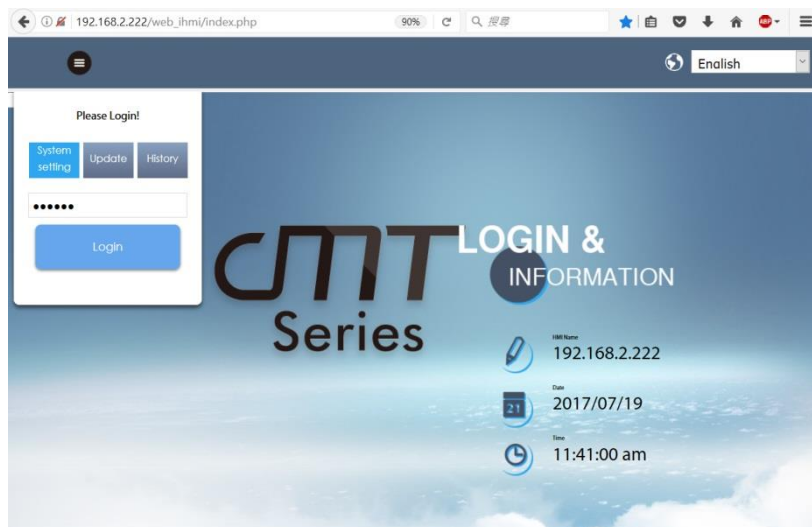 192.168.2.222/web_ihmi/index.php
90%
搜尋
ABP
English
Please Login!
System
setting
Update
History
••••••
Login
cMT
Series
LOGIN &
INFORMATION
HMI Name
192.168.2.222
Date
21
2017/07/19
Time
11:41:00 am